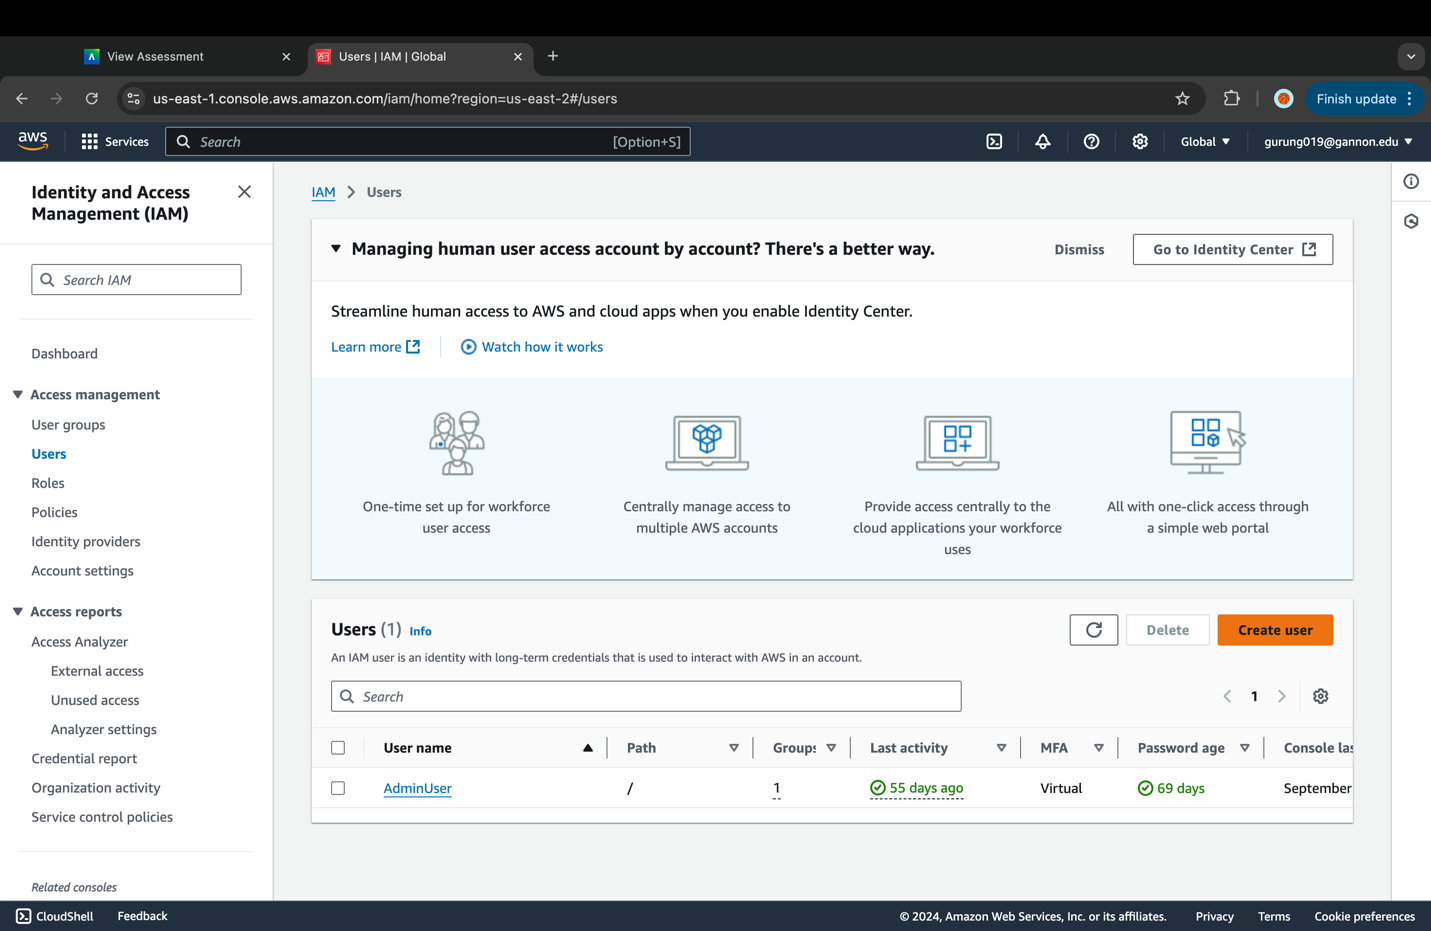 View Assessment
Users | IAM | Global
us-east-1.console.aws.amazon.com/iam/home?region=us-east-2#/users
Finish update
aws
Services
Search
[Option+S]
Global
gurung019@gannon.edu
Identity and Access
Management (IAM)
Search IAM
Dashboard
Access management
User groups
Users
Roles
Policies
Identity providers
Account settings
Access reports
Access Analyzer
External access
Unused access
Analyzer settings
Credential report
Organization activity
Service control policies
Related consoles
IAM
Users
Managing human user access account by account? There's a better way.
Dismiss
Go to Identity Center
Streamline human access to AWS and cloud apps when you enable Identity Center.
Learn more
Watch how it works
One-time set up for workforce
user access
Centrally manage access to
multiple AWS accounts
Provide access centrally to the
cloud applications your workforce
uses
All with one-click access through
a simple web portal
Users (1) Info
Delete
Create user
An IAM user is an identity with long-term credentials that is used to interact with AWS in an account.
Search
1
User name Path Groups Last activity MFA Password age Console las
AdminUser / 1 55 days ago Virtual 69 days September
CloudShell
Feedback
© 2024, Amazon Web Services, Inc. or its affiliates.
Privacy
Terms
Cookie preferences